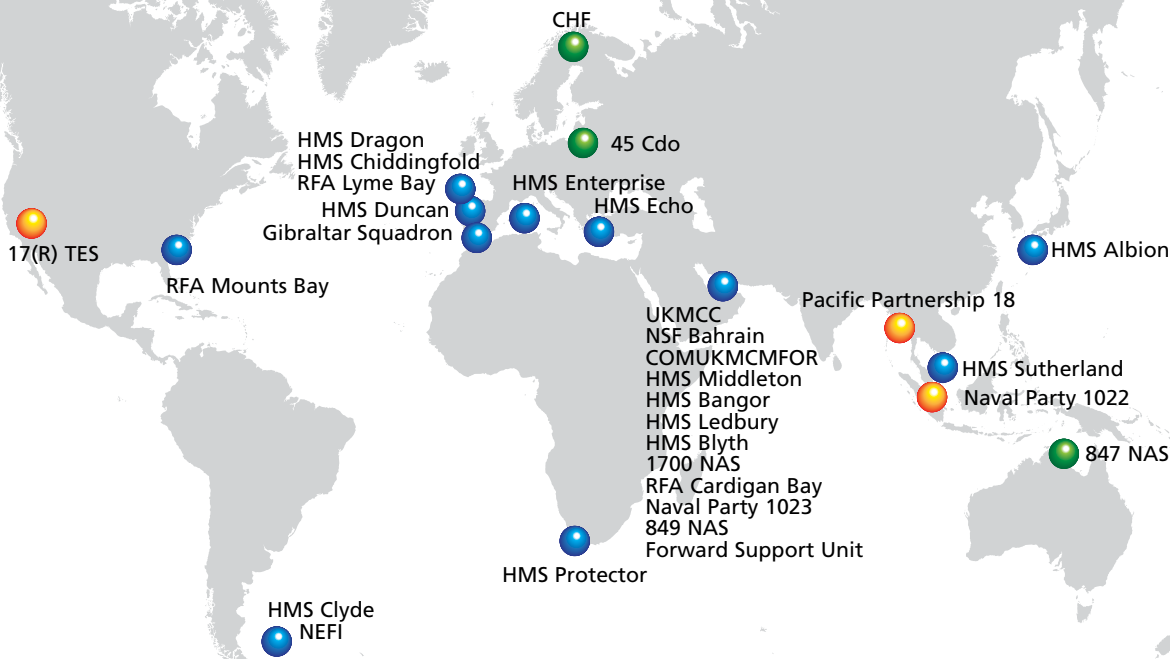 CHF
HMS Dragon
HMS Chiddingfold
RFA Lyme Bay
HMS Duncan
Gibraltar Squadron
45 Cdo
HMS Enterprise
HMS Echo
17(R) TES
RFA Mounts Bay
HMS Albion
Pacific Partnership 18
UKMCC
NSF Bahrain
COMUKMCMFOR
HMS Middleton
HMS Bangor
HMS Ledbury
HMS Blyth
1700 NAS
RFA Cardigan Bay
Naval Party 1023
849 NAS
Forward Support Unit
HMS Sutherland
Naval Party 1022
847 NAS
HMS Protector
HMS Clyde
NEFI